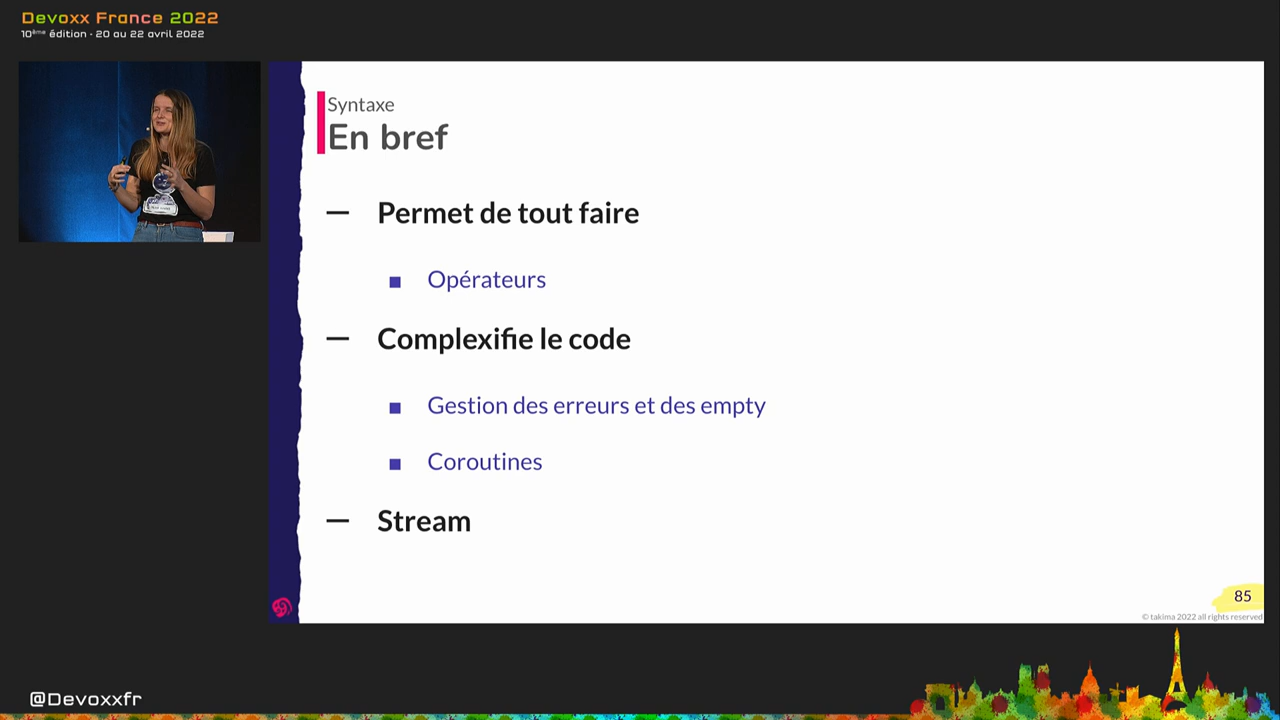 Devoxx France 2022
10ème édition - 20 au 22 avril 2022
Syntaxe
En bref
— Permet de tout faire
■ Opérateurs
— Complexifie le code
■ Gestion des erreurs et des empty
■ Coroutines
— Stream
85
© takima 2022 all rights reserved
@Devoxxfr